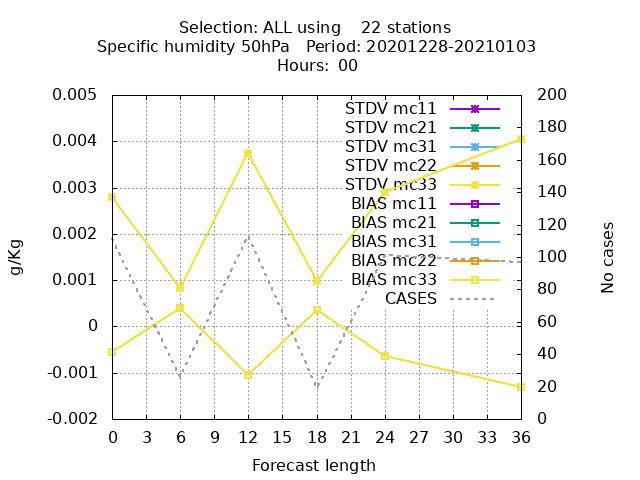 Selection: ALL using    22 stations
Specific humidity 50hPa   Period: 20201228-20210103
Hours: 00
0.005
0.004
0.003
0.002
0.001
0
-0.001
-0.002
g/Kg
STDV mc11
STDV mc21
STDV mc31
STDV mc22
STDV mc33
BIAS mc11
BIAS mc21
BIAS mc31
BIAS mc22
BIAS mc33
CASES
200
180
160
140
120
100
80
60
40
20
0
No cases
0 3 6 9 12 15 18 21 24 27 30 33 36
Forecast length